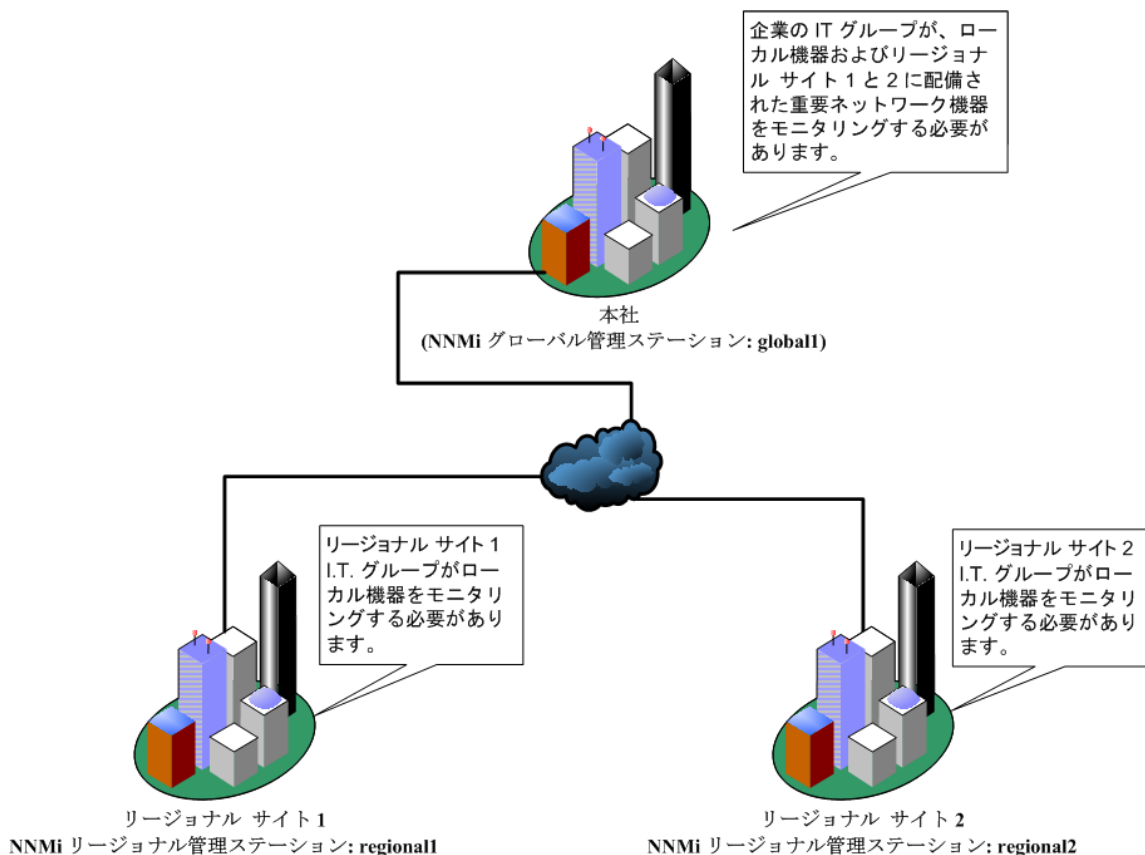 企業の IT グループが、ロー
カル機器およびリージョナル
サイト 1 と 2 に配備さ
れた重要ネットワーク機器
をモニタリングする必要が
あります。
本社
(NNMi グローバル管理ステーション: global1)
リージョナル サイト 1
I.T. グループがロー
カル機器をモニタリ
ングする必要があり
ます。
リージョナル サイト 2
I.T. グループがロー
カル機器をモニタリ
ングする必要があり
ます。
リージョナル サイト 1
NNMi リージョナル管理ステーション: regional1
リージョナル サイト 2
NNMi リージョナル管理ステーション: regional2